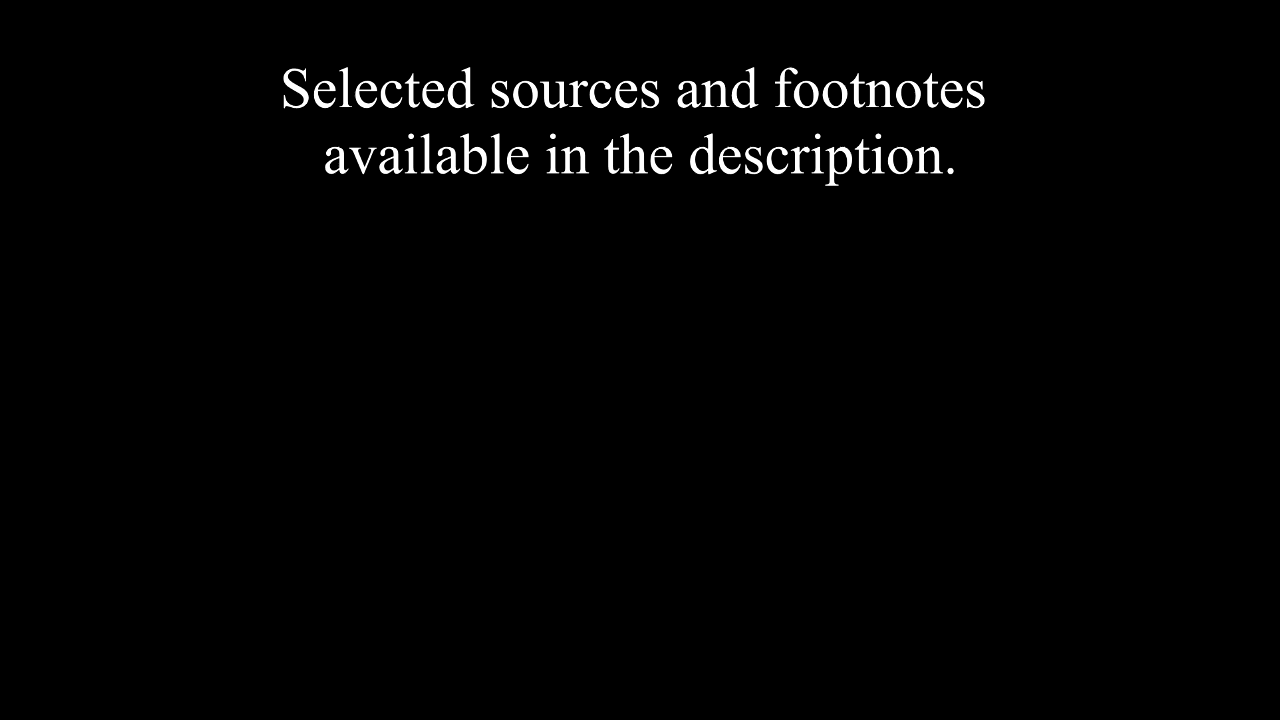 Selected sources and footnotes
available in the description.